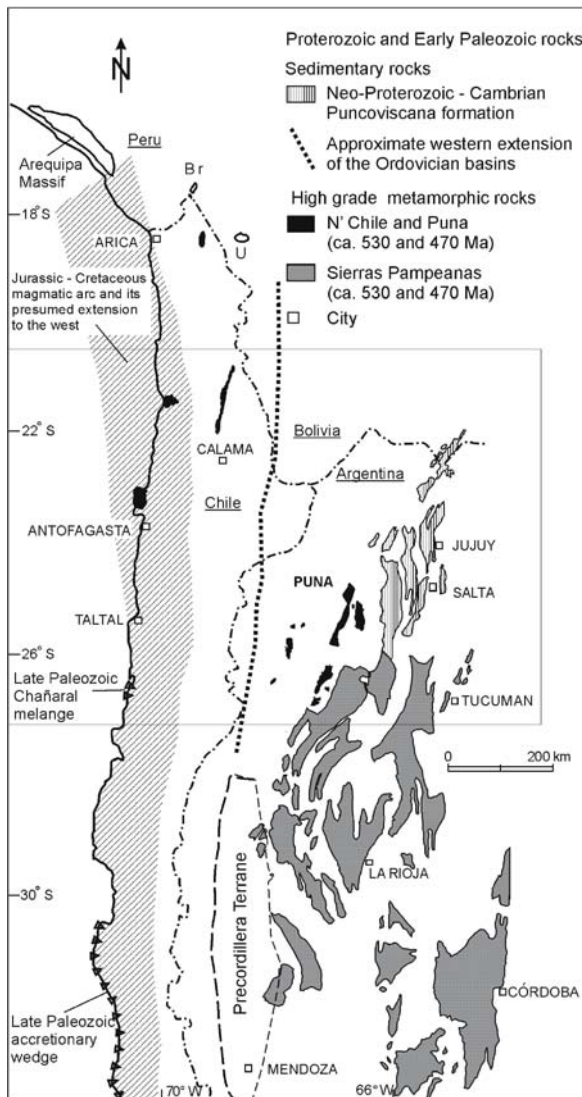 N
Proterozoic and Early Paleozoic rocks
Sedimentary rocks
Neo-Proterozoic - Cambrian
Puncoviscana formation
Approximate western extension
of the Ordovician basins
High grade metamorphic rocks
N' Chile and Puna
(ca. 530 and 470 Ma)
Sierras Pampeanas
(ca. 530 and 470 Ma)
City
Peru
Arequipa
Massif
Br
18° S
ARICA
U
Jurassic - Cretaceous
magmatic arc and its
presumed extension
to the west
22° S
CALAMA
Bolivia
Argentina
Chile
ANTOFAGASTA
JUJUY
PUNA
SALTA
TALTAL
26° S
Late Paleozoic
Chañaral
melange
TUCUMAN
0 200 km
LA RIOJA
30° S
Precordillera Terrane
CÓRDOBA
Late Paleozoic
accretionary
wedge
MENDOZA
70° W
66° W